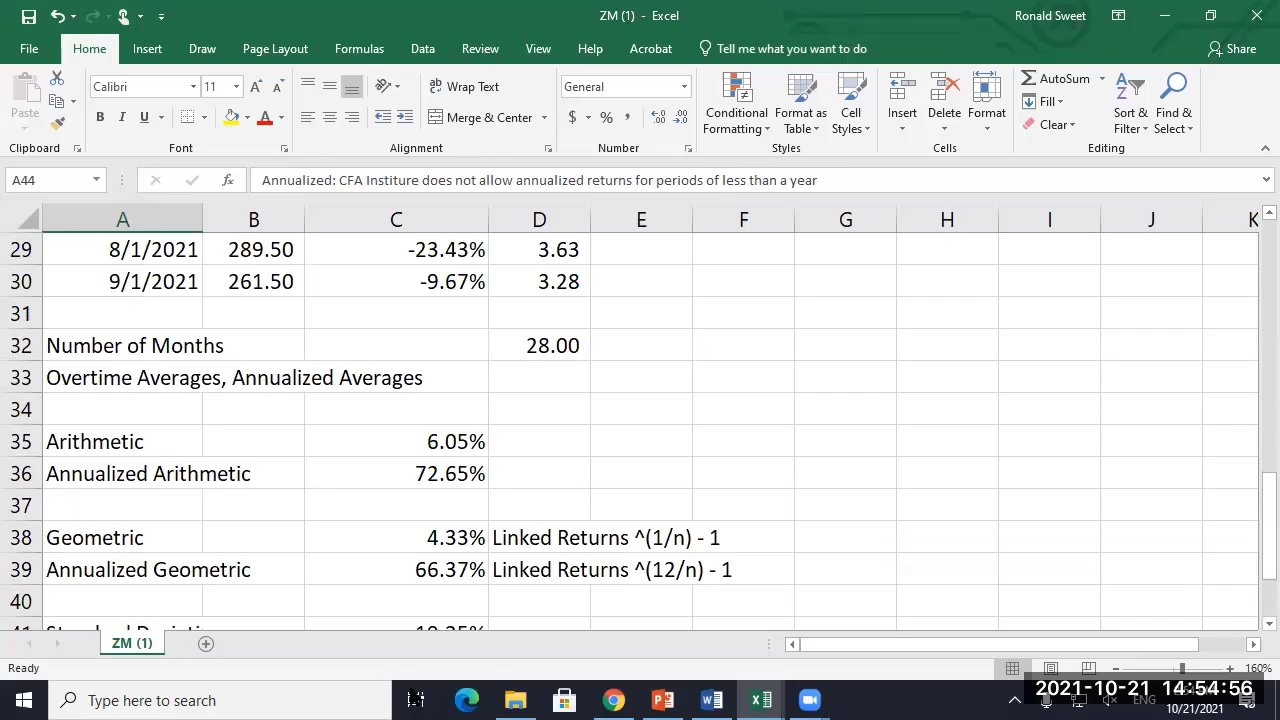 ZM (1) - Excel
Ronald Sweet
File Home Insert Draw Page Layout Formulas Data Review View Help Acrobat Tell me what you want to do Share
Paste
Calibri 11
B I U
Wrap Text
Merge & Center
General
$ % ,
Conditional Formatting
Format as Table
Cell Styles
Insert Delete Format
AutoSum
Fill
Clear
Sort & Filter
Find & Select
Clipboard Font Alignment Number Styles Cells Editing
A44 fx Annualized: CFA Institure does not allow annualized returns for periods of less than a year
A B C D E F G H I J K
29 8/1/2021 289.50 -23.43% 3.63
30 9/1/2021 261.50 -9.67% 3.28
31
32 Number of Months 28.00
33 Overtime Averages, Annualized Averages
34
35 Arithmetic 6.05%
36 Annualized Arithmetic 72.65%
37
38 Geometric 4.33% Linked Returns ^(1/n) - 1
39 Annualized Geometric 66.37% Linked Returns ^(12/n) - 1
40
ZM (1)
Ready
160%
Type here to search
2021-10-21 14:54:56
ENG
10/21/2021